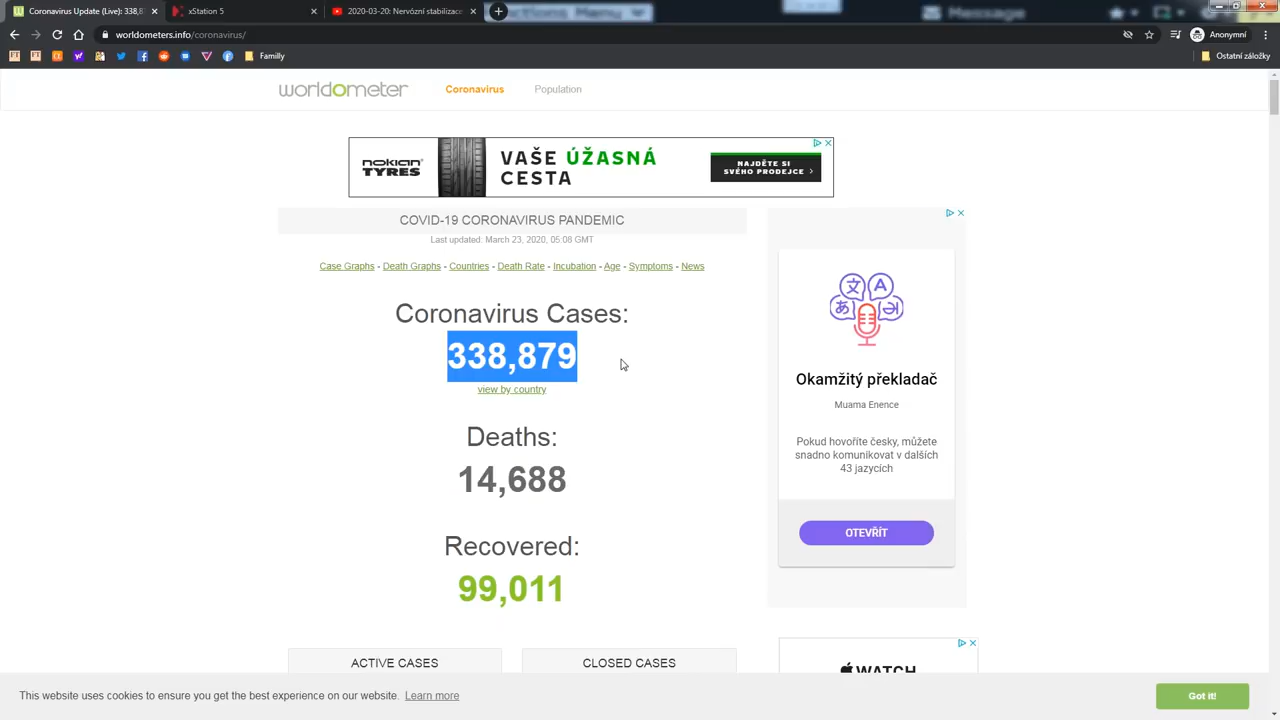 Coronavirus Update (Live): 338,8
xStation 5
2020-03-20: Nervózní stabilizace
worldometers.info/coronavirus/
Anonymní
Familly
Ostatní záložky
worldometer
Coronavirus
Population
NOKIAN TYRES
VAŠE ÚŽASNÁ
CESTA
NAJDĚTE SI
SVÉHO PRODEJCE
COVID-19 CORONAVIRUS PANDEMIC
Last updated: March 23, 2020, 05:08 GMT
Case Graphs - Death Graphs - Countries - Death Rate - Incubation - Age - Symptoms - News
Coronavirus Cases:
338,879
view by country
Deaths:
14,688
Recovered:
99,011
Okamžitý překladač
Muama Enence
Pokud hovoříte česky, můžete
snadno komunikovat v dalších
43 jazycích
OTEVŘÍT
ACTIVE CASES
CLOSED CASES
WATCH
This website uses cookies to ensure you get the best experience on our website. Learn more
Got it!